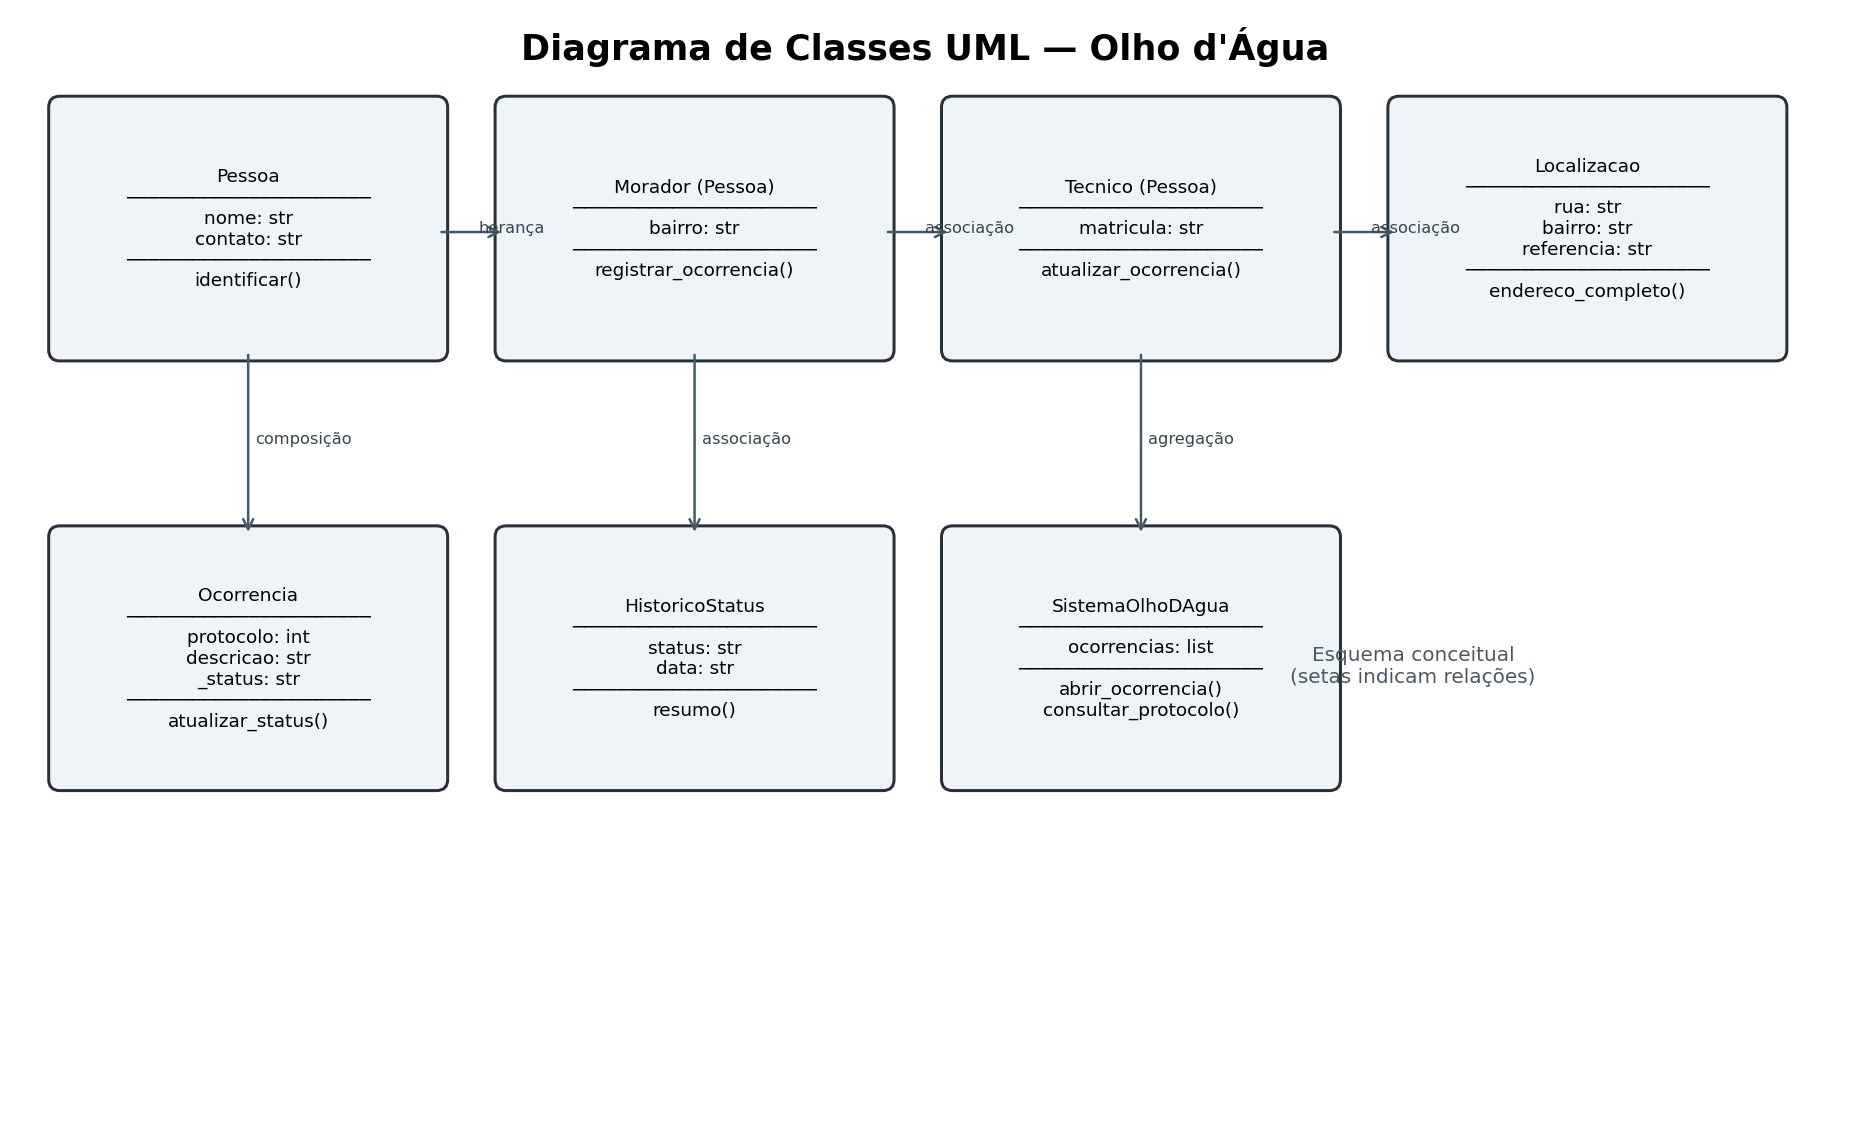 Diagrama de Classes UML — Olho d'Água
Pessoa
nome: str
contato: str
identificar()
herança
Morador (Pessoa)
bairro: str
registrar_ocorrencia()
associação
Tecnico (Pessoa)
matricula: str
atualizar_ocorrencia()
associação
Localizacao
rua: str
bairro: str
referencia: str
endereco_completo()
composição
associação
agregação
Ocorrencia
protocolo: int
descricao: str
_status: str
atualizar_status()
HistoricoStatus
status: str
data: str
resumo()
SistemaOlhoDAgua
ocorrencias: list
abrir_ocorrencia()
consultar_protocolo()
Esquema conceitual
(setas indicam relações)